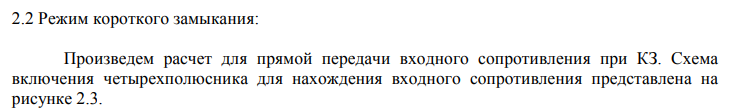 2.2 Режим короткого замыкания:
Произведем расчет для прямой передачи входного сопротивления при КЗ. Схема
включения четырехполюсника для нахождения входного сопротивления представлена на
рисунке 2.3.